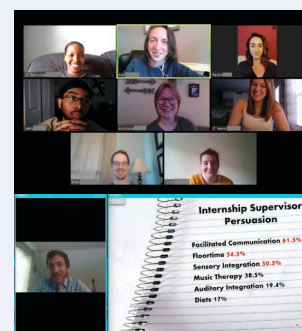 Internship Supervisor
Persuasion
Facilitated Communication 61.5%
Floortime 54.5%
Sensory Integration 50.5%
Music Therapy 38.5%
Auditory Integration 19.4%
Diets 17%